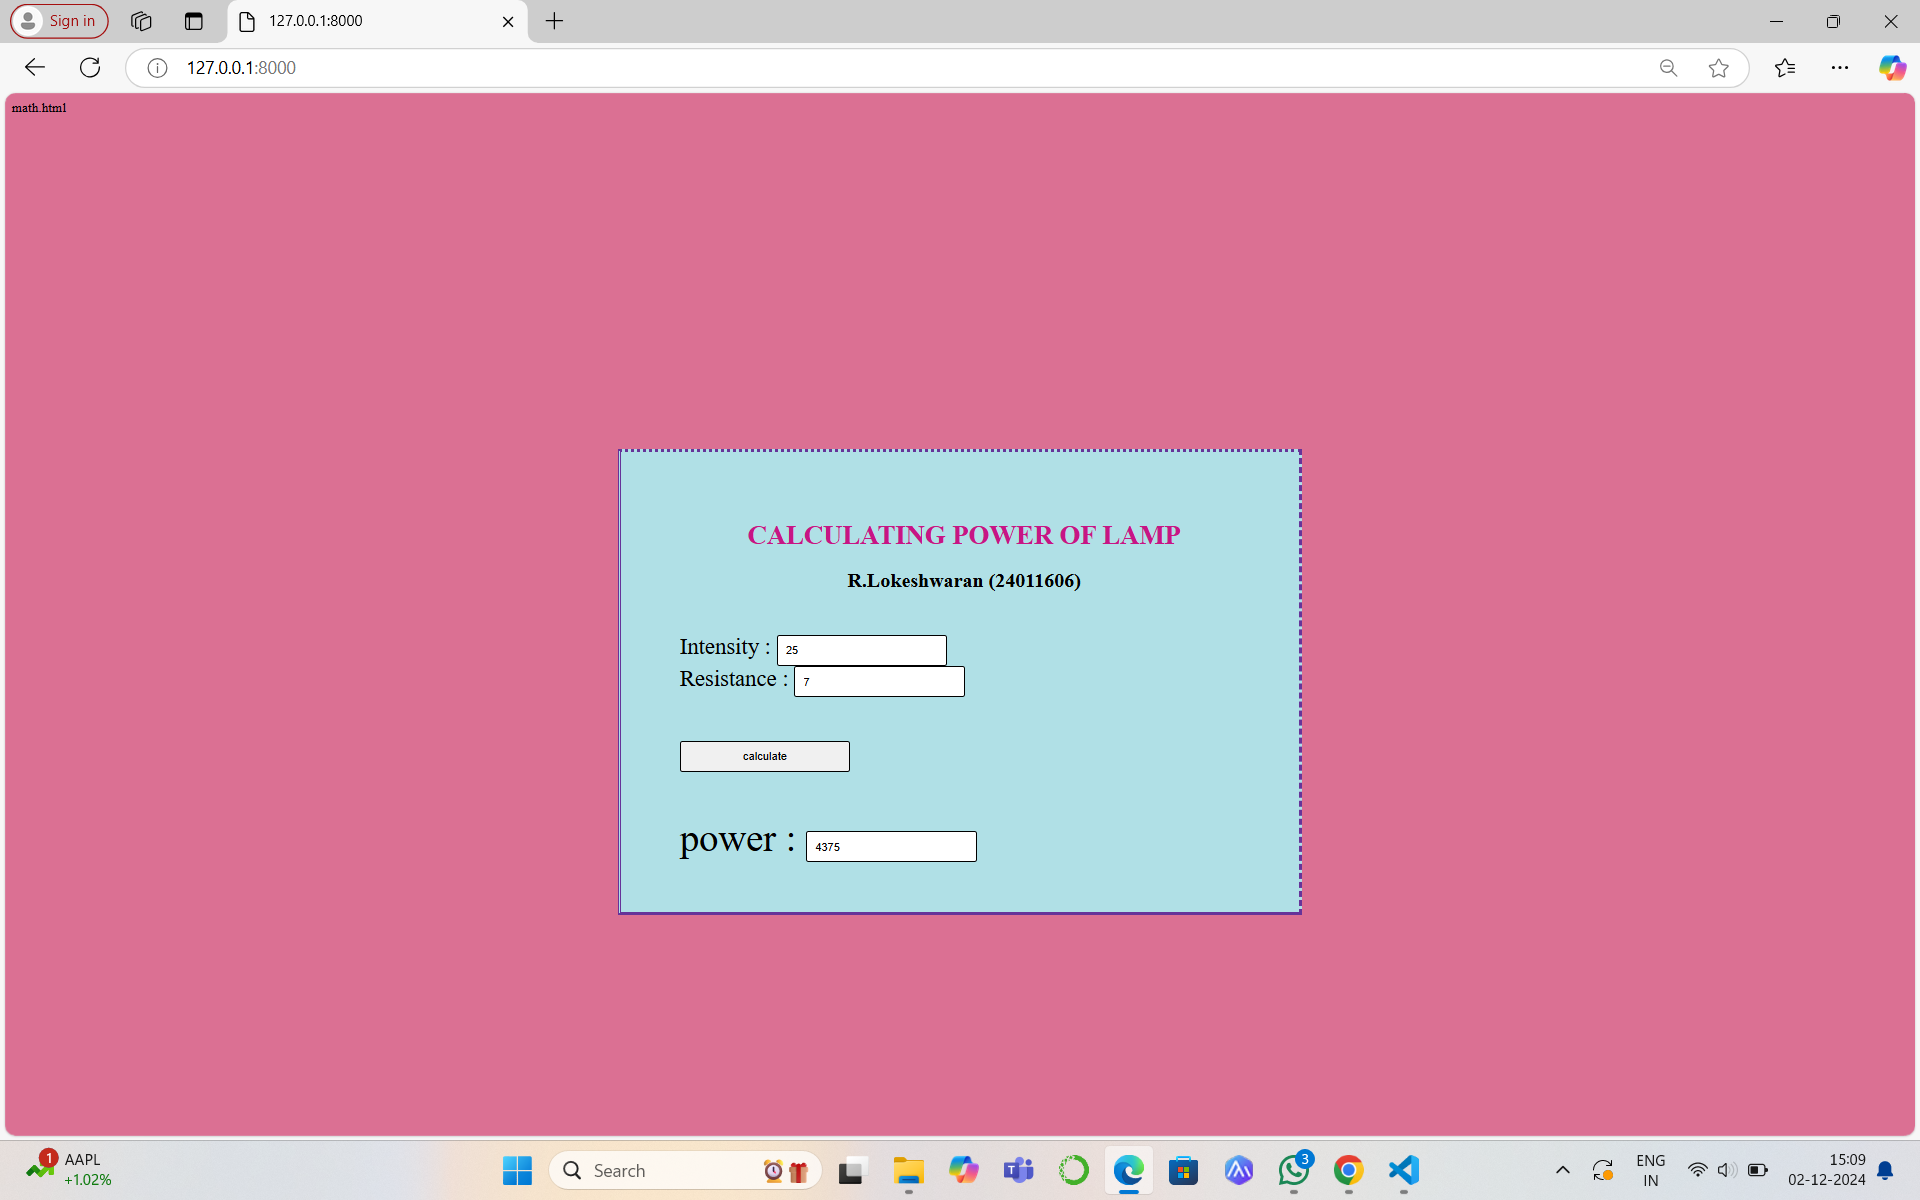 Sign in
127.0.0.1:8000
127.0.0.1:8000
math.html
CALCULATING POWER OF LAMP
R.Lokeshwaran (24011606)
Intensity : 25
Resistance : 7
calculate
power : 4375
1
AAPL
+1.02%
Search
3
ENG
IN
15:09
02-12-2024